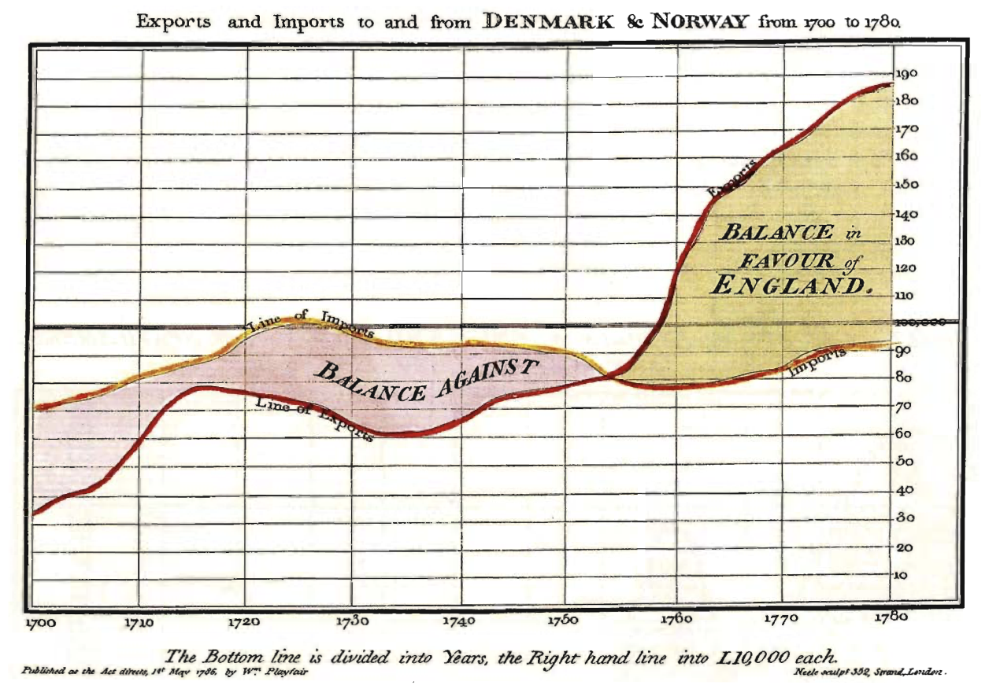 Exports and Imports to and from DENMARK & NORWAY from 1700 to 1780.
190
180
170
160
150
140
130
120
110
100,000
90
80
70
60
50
40
30
20
10
Exports
BALANCE in
FAVOUR of
ENGLAND.
Line of Imports
Imports
BALANCE AGAINST
Line of Exports
1700 1710 1720 1730 1740 1750 1760 1770 1780
The Bottom line is divided into Years, the Right hand line into L10,000 each.
Published as the Act directs, 1st May 1786, by Wm. Playfair
Neele sculpt 352, Strand, London.